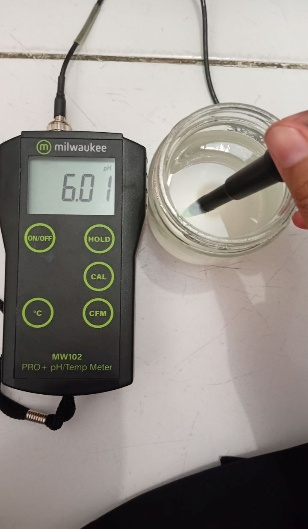 m milwaukee
pH
6.01
ON/OFF
HOLD
CAL
°C
CFM
MW102
PRO+ pH/Temp Meter